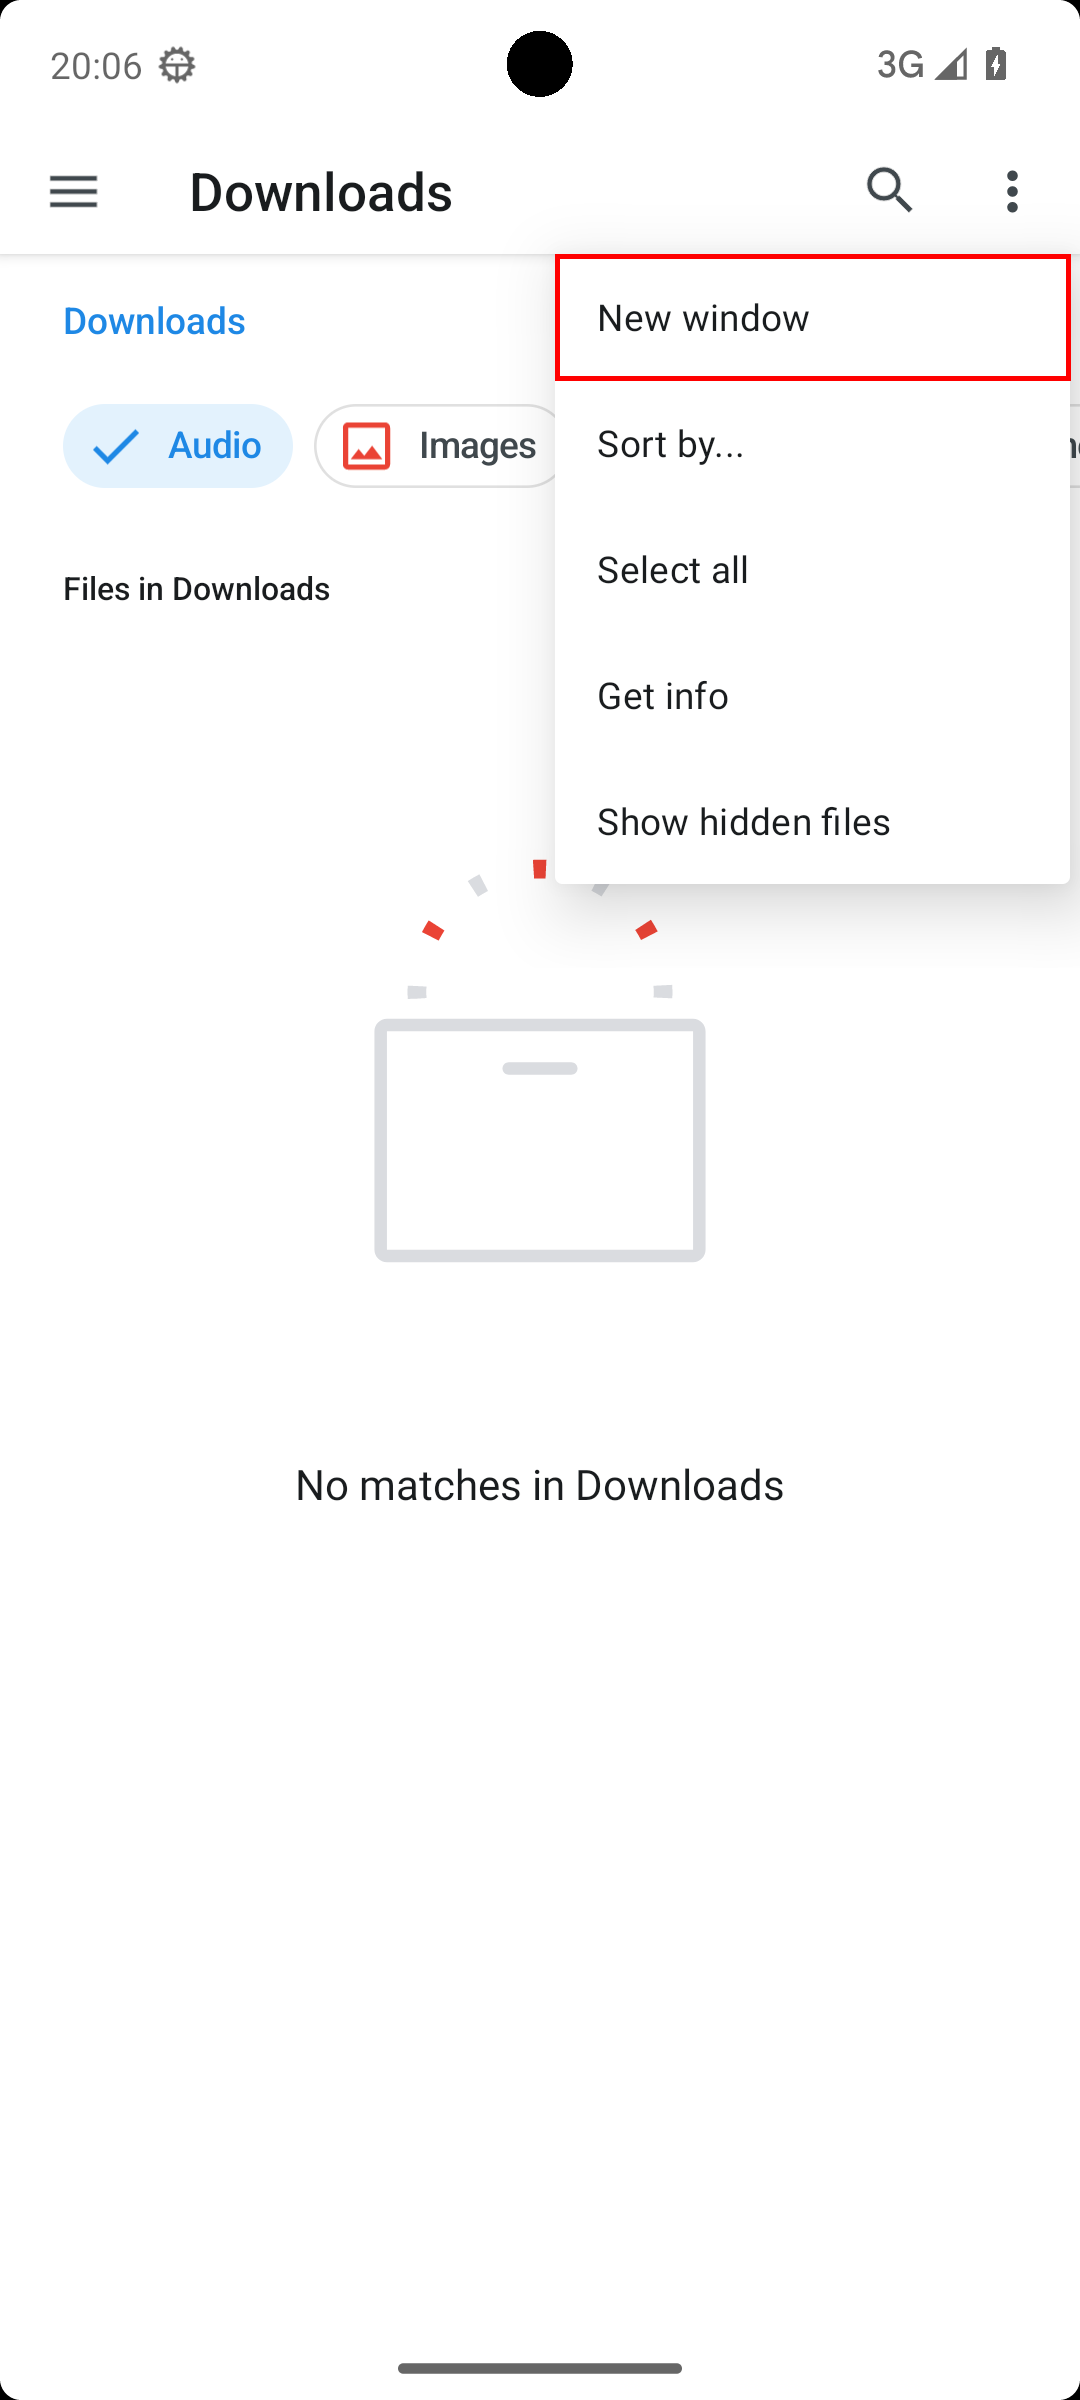 20:06
3G
Downloads
Downloads
New window
Audio
Images
Sort by...
Select all
Files in Downloads
Get info
Show hidden files
No matches in Downloads